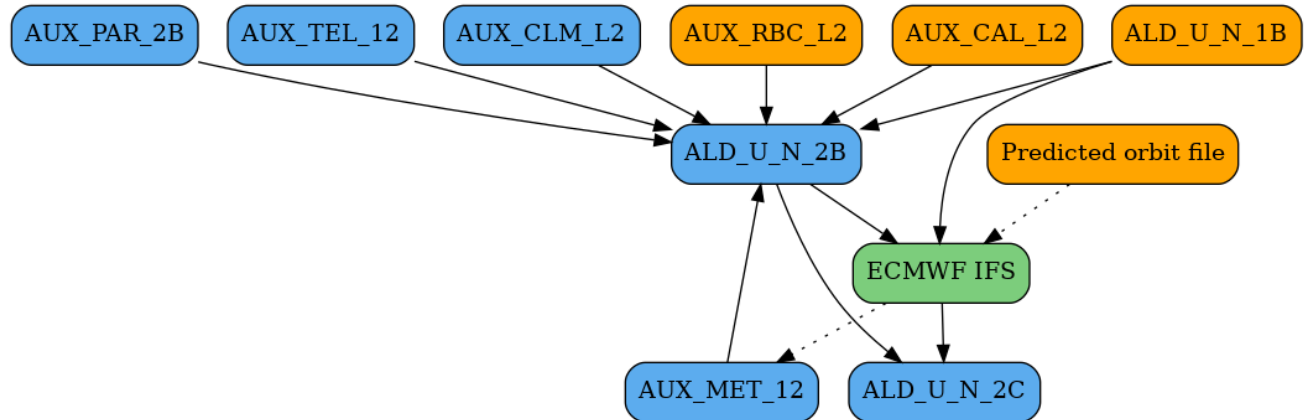 AUX_PAR_2B
AUX_TEL_12
AUX_CLM_L2
AUX_RBC_L2
AUX_CAL_L2
ALD_U_N_1B
ALD_U_N_2B
Predicted orbit file
ECMWF IFS
AUX_MET_12
ALD_U_N_2C